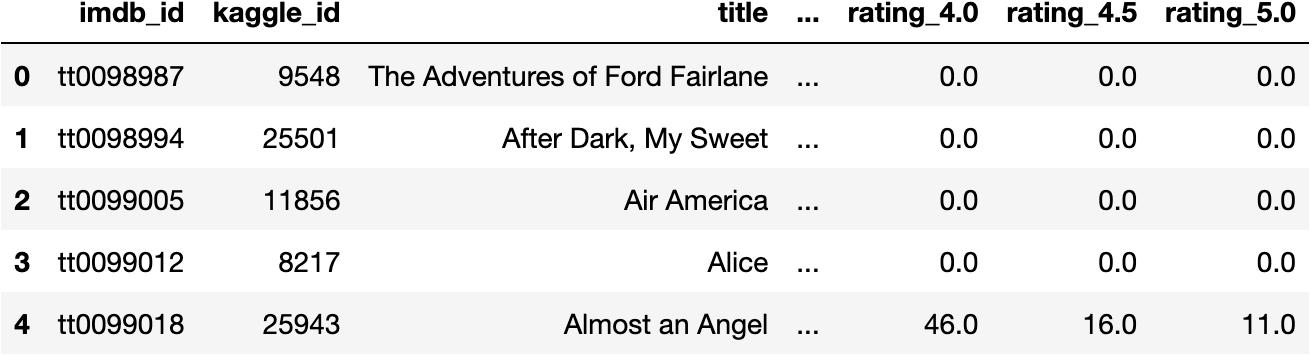 imdb_id kaggle_id title ... rating_4.0 rating_4.5 rating_5.0
0 tt0098987 9548 The Adventures of Ford Fairlane ... 0.0 0.0 0.0
1 tt0098994 25501 After Dark, My Sweet ... 0.0 0.0 0.0
2 tt0099005 11856 Air America ... 0.0 0.0 0.0
3 tt0099012 8217 Alice ... 0.0 0.0 0.0
4 tt0099018 25943 Almost an Angel ... 46.0 16.0 11.0